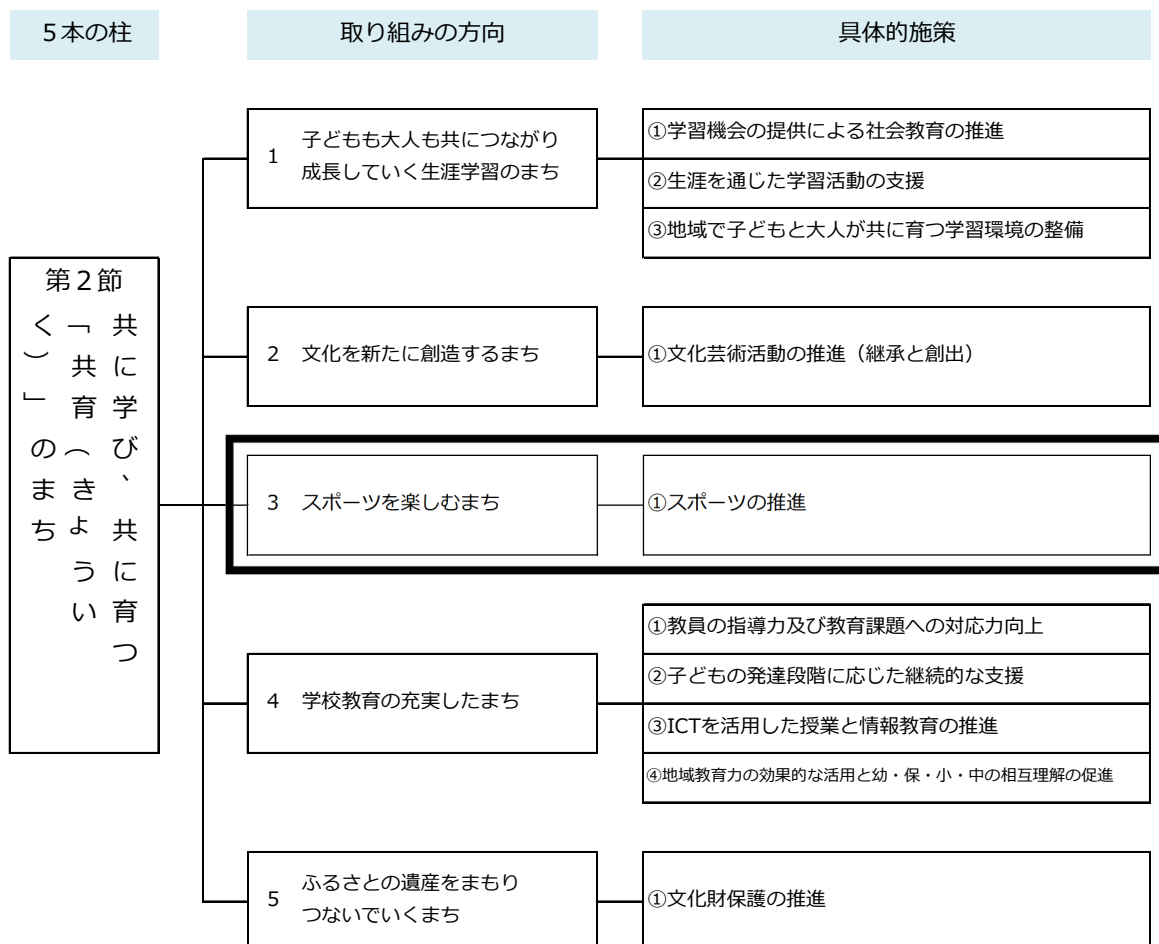 5本の柱
取り組みの方向
具体的施策
第2節
共に学び、共に育つ
「共育（きょうい
く）」のまち
1 子どもも大人も共につながり
成長していく生涯学習のまち
①学習機会の提供による社会教育の推進
②生涯を通じた学習活動の支援
③地域で子どもと大人が共に育つ学習環境の整備
2 文化を新たに創造するまち
①文化芸術活動の推進（継承と創出）
3 スポーツを楽しむまち
①スポーツの推進
4 学校教育の充実したまち
①教員の指導力及び教育課題への対応力向上
②子どもの発達段階に応じた継続的な支援
③ICTを活用した授業と情報教育の推進
④地域教育力の効果的な活用と幼・保・小・中の相互理解の促進
5 ふるさとの遺産をまもり
つないでいくまち
①文化財保護の推進